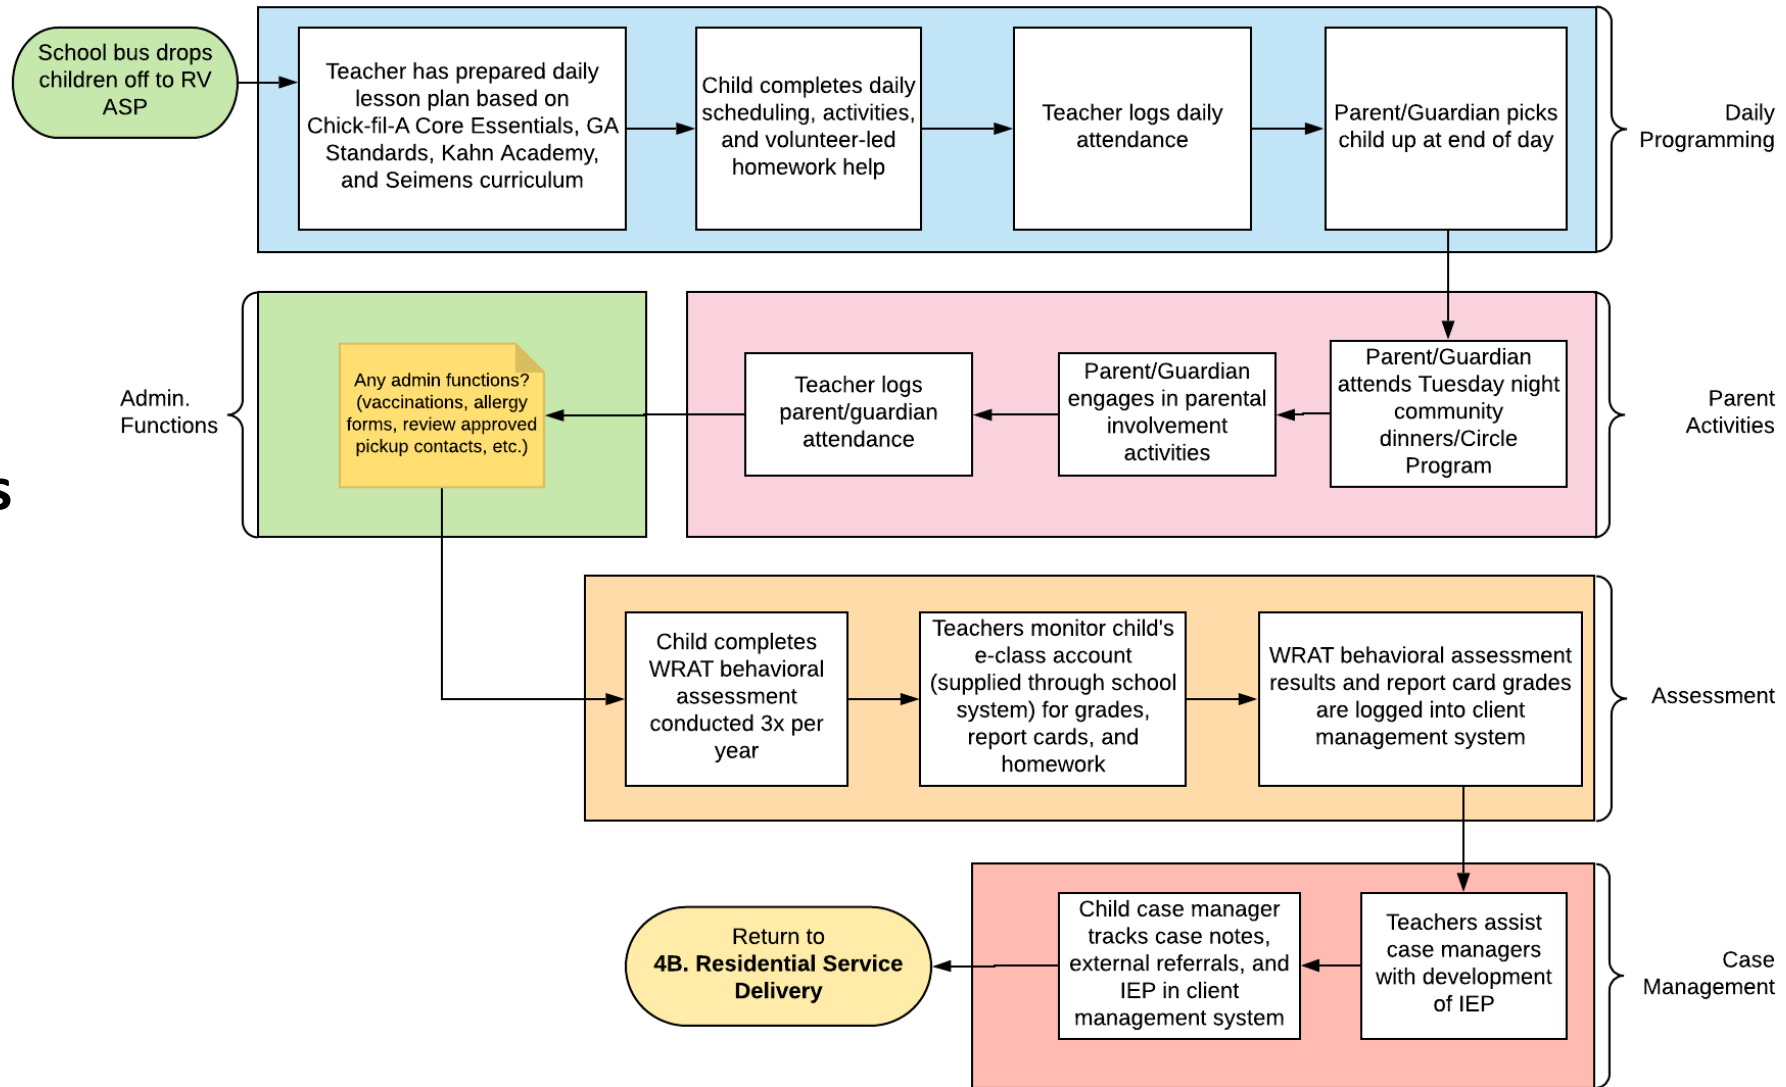 School bus drops
children off to RV
ASP
Teacher has prepared daily
lesson plan based on
Chick-fil-A Core Essentials, GA
Standards, Kahn Academy,
and Seimens curriculum
Child completes daily
scheduling, activities,
and volunteer-led
homework help
Teacher logs daily
attendance
Parent/Guardian picks
child up at end of day
Daily
Programming
Admin.
Functions
Any admin functions?
(vaccinations, allergy
forms, review approved
pickup contacts, etc.)
Teacher logs
parent/guardian
attendance
Parent/Guardian
engages in parental
involvement
activities
Parent/Guardian
attends Tuesday night
community
dinners/Circle
Program
Parent
Activities
s
Child completes
WRAT behavioral
assessment
conducted 3x per
year
Teachers monitor child's
e-class account
(supplied through school
system) for grades,
report cards, and
homework
WRAT behavioral assessment
results and report card grades
are logged into client
management system
Assessment
Return to
4B. Residential Service
Delivery
Child case manager
tracks case notes,
external referrals, and
IEP in client
management system
Teachers assist
case managers
with development
of IEP
Case
Management